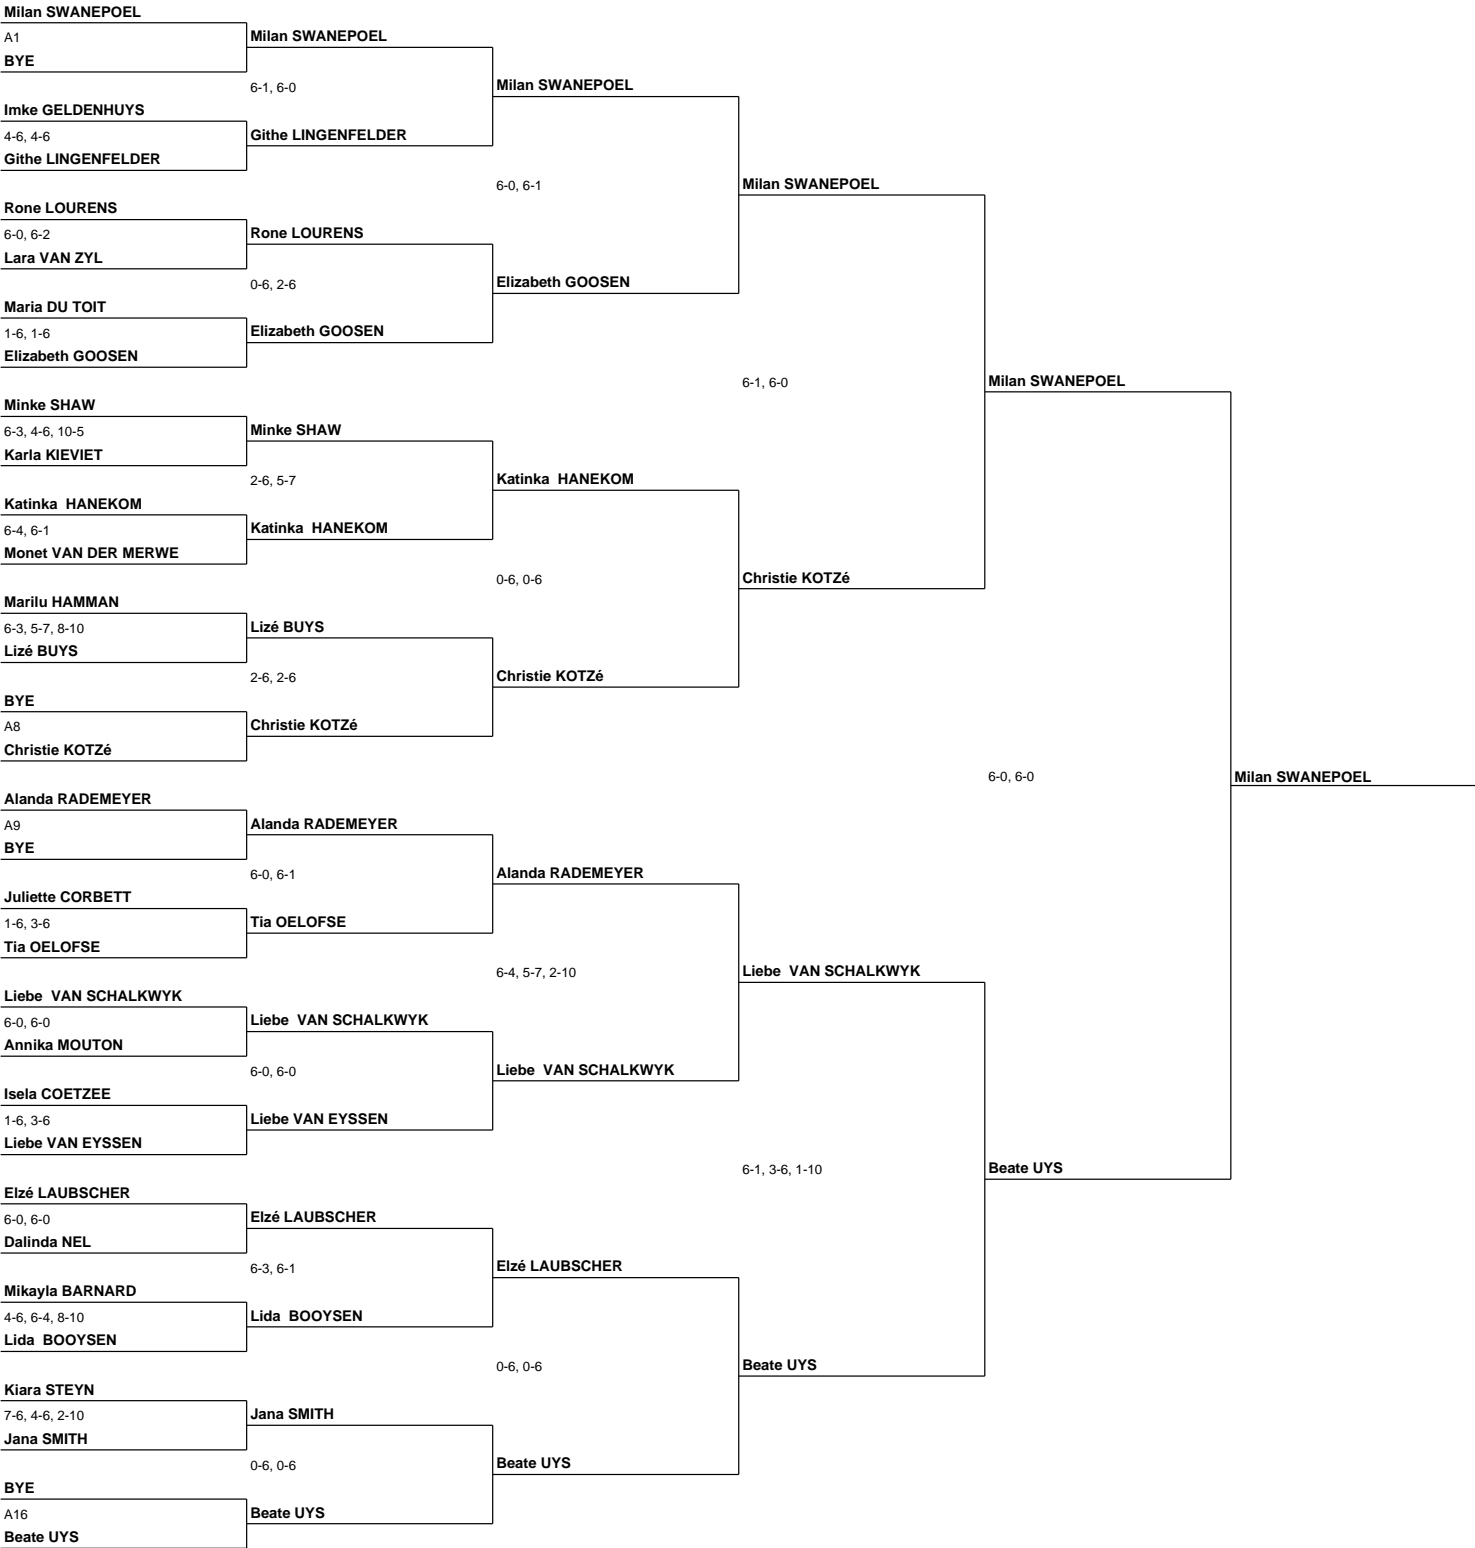 Milan SWANEPOEL
A1
BYE
Imke GELDENHUYS
4-6, 4-6
Githe LINGENFELDER
Rone LOURENS
6-0, 6-2
Lara VAN ZYL
Maria DU TOIT
1-6, 1-6
Elizabeth GOOSEN
Minke SHAW
6-3, 4-6, 10-5
Karla KIEVIET
Katinka  HANEKOM
6-4, 6-1
Monet VAN DER MERWE
Marilu HAMMAN
6-3, 5-7, 8-10
Lizé BUYS
BYE
A8
Christie KOTZé
Alanda RADEMEYER
A9
BYE
Juliette CORBETT
1-6, 3-6
Tia OELOFSE
Liebe  VAN SCHALKWYK
6-0, 6-0
Annika MOUTON
Isela COETZEE
1-6, 3-6
Liebe VAN EYSSEN
Elzé LAUBSCHER
6-0, 6-0
Dalinda NEL
Mikayla BARNARD
4-6, 6-4, 8-10
Lida  BOOYSEN
Kiara STEYN
7-6, 4-6, 2-10
Jana SMITH
BYE
A16
Beate UYS
Milan SWANEPOEL
6-1, 6-0
Githe LINGENFELDER
Rone LOURENS
0-6, 2-6
Elizabeth GOOSEN
Minke SHAW
2-6, 5-7
Katinka  HANEKOM
Lizé BUYS
2-6, 2-6
Christie KOTZé
Alanda RADEMEYER
6-0, 6-1
Tia OELOFSE
Liebe  VAN SCHALKWYK
6-0, 6-0
Liebe VAN EYSSEN
Elzé LAUBSCHER
6-3, 6-1
Lida  BOOYSEN
Jana SMITH
0-6, 0-6
Beate UYS
Milan SWANEPOEL
6-0, 6-1
Elizabeth GOOSEN
Katinka  HANEKOM
0-6, 0-6
Christie KOTZé
Alanda RADEMEYER
6-4, 5-7, 2-10
Liebe  VAN SCHALKWYK
Elzé LAUBSCHER
0-6, 0-6
Beate UYS
Milan SWANEPOEL
6-1, 6-0
Christie KOTZé
Liebe  VAN SCHALKWYK
6-1, 3-6, 1-10
Beate UYS
Milan SWANEPOEL
6-0, 6-0
Beate UYS
Milan SWANEPOEL